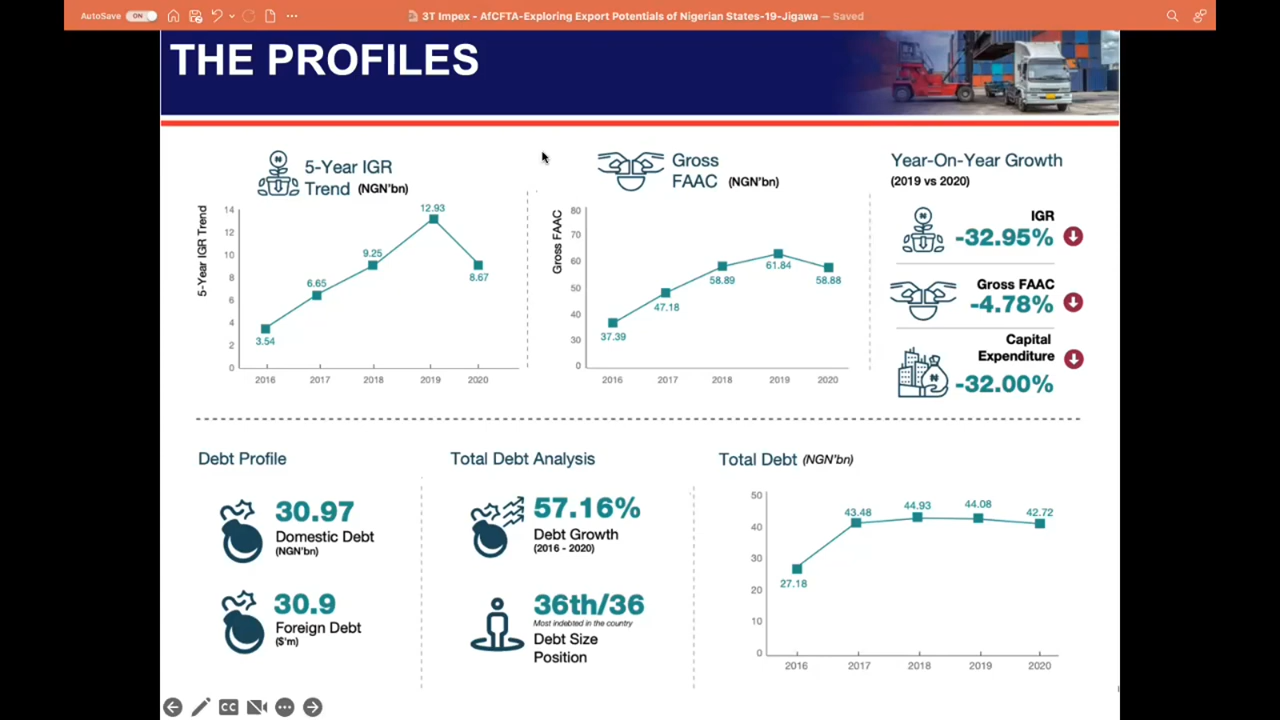 AutoSave ON
3T Impex - AfCFTA-Exploring Export Potentials of Nigerian States-19-Jigawa — Saved
THE PROFILES
5-Year IGR
Trend (NGN'bn)
5-Year IGR Trend
14
12
10
8
6
4
2
0
3.54
6.65
9.25
12.93
8.67
2016 2017 2018 2019 2020
Gross
FAAC (NGN'bn)
Gross FAAC
80
70
60
50
40
30
0
37.39
47.18
58.89
61.84
58.88
2016 2017 2018 2019 2020
Year-On-Year Growth
(2019 vs 2020)
N
IGR
-32.95%
Gross FAAC
-4.78%
Capital
Expenditure
N
-32.00%
Debt Profile
30.97
Domestic Debt
(NGN'bn)
30.9
Foreign Debt
($'m)
Total Debt Analysis
57.16%
Debt Growth
(2016 - 2020)
36th/36
Most indebted in the country
Debt Size
Position
Total Debt (NGN'bn)
50
40
30
20
10
0
27.18
43.48
44.93
44.08
42.72
2016 2017 2018 2019 2020
CC